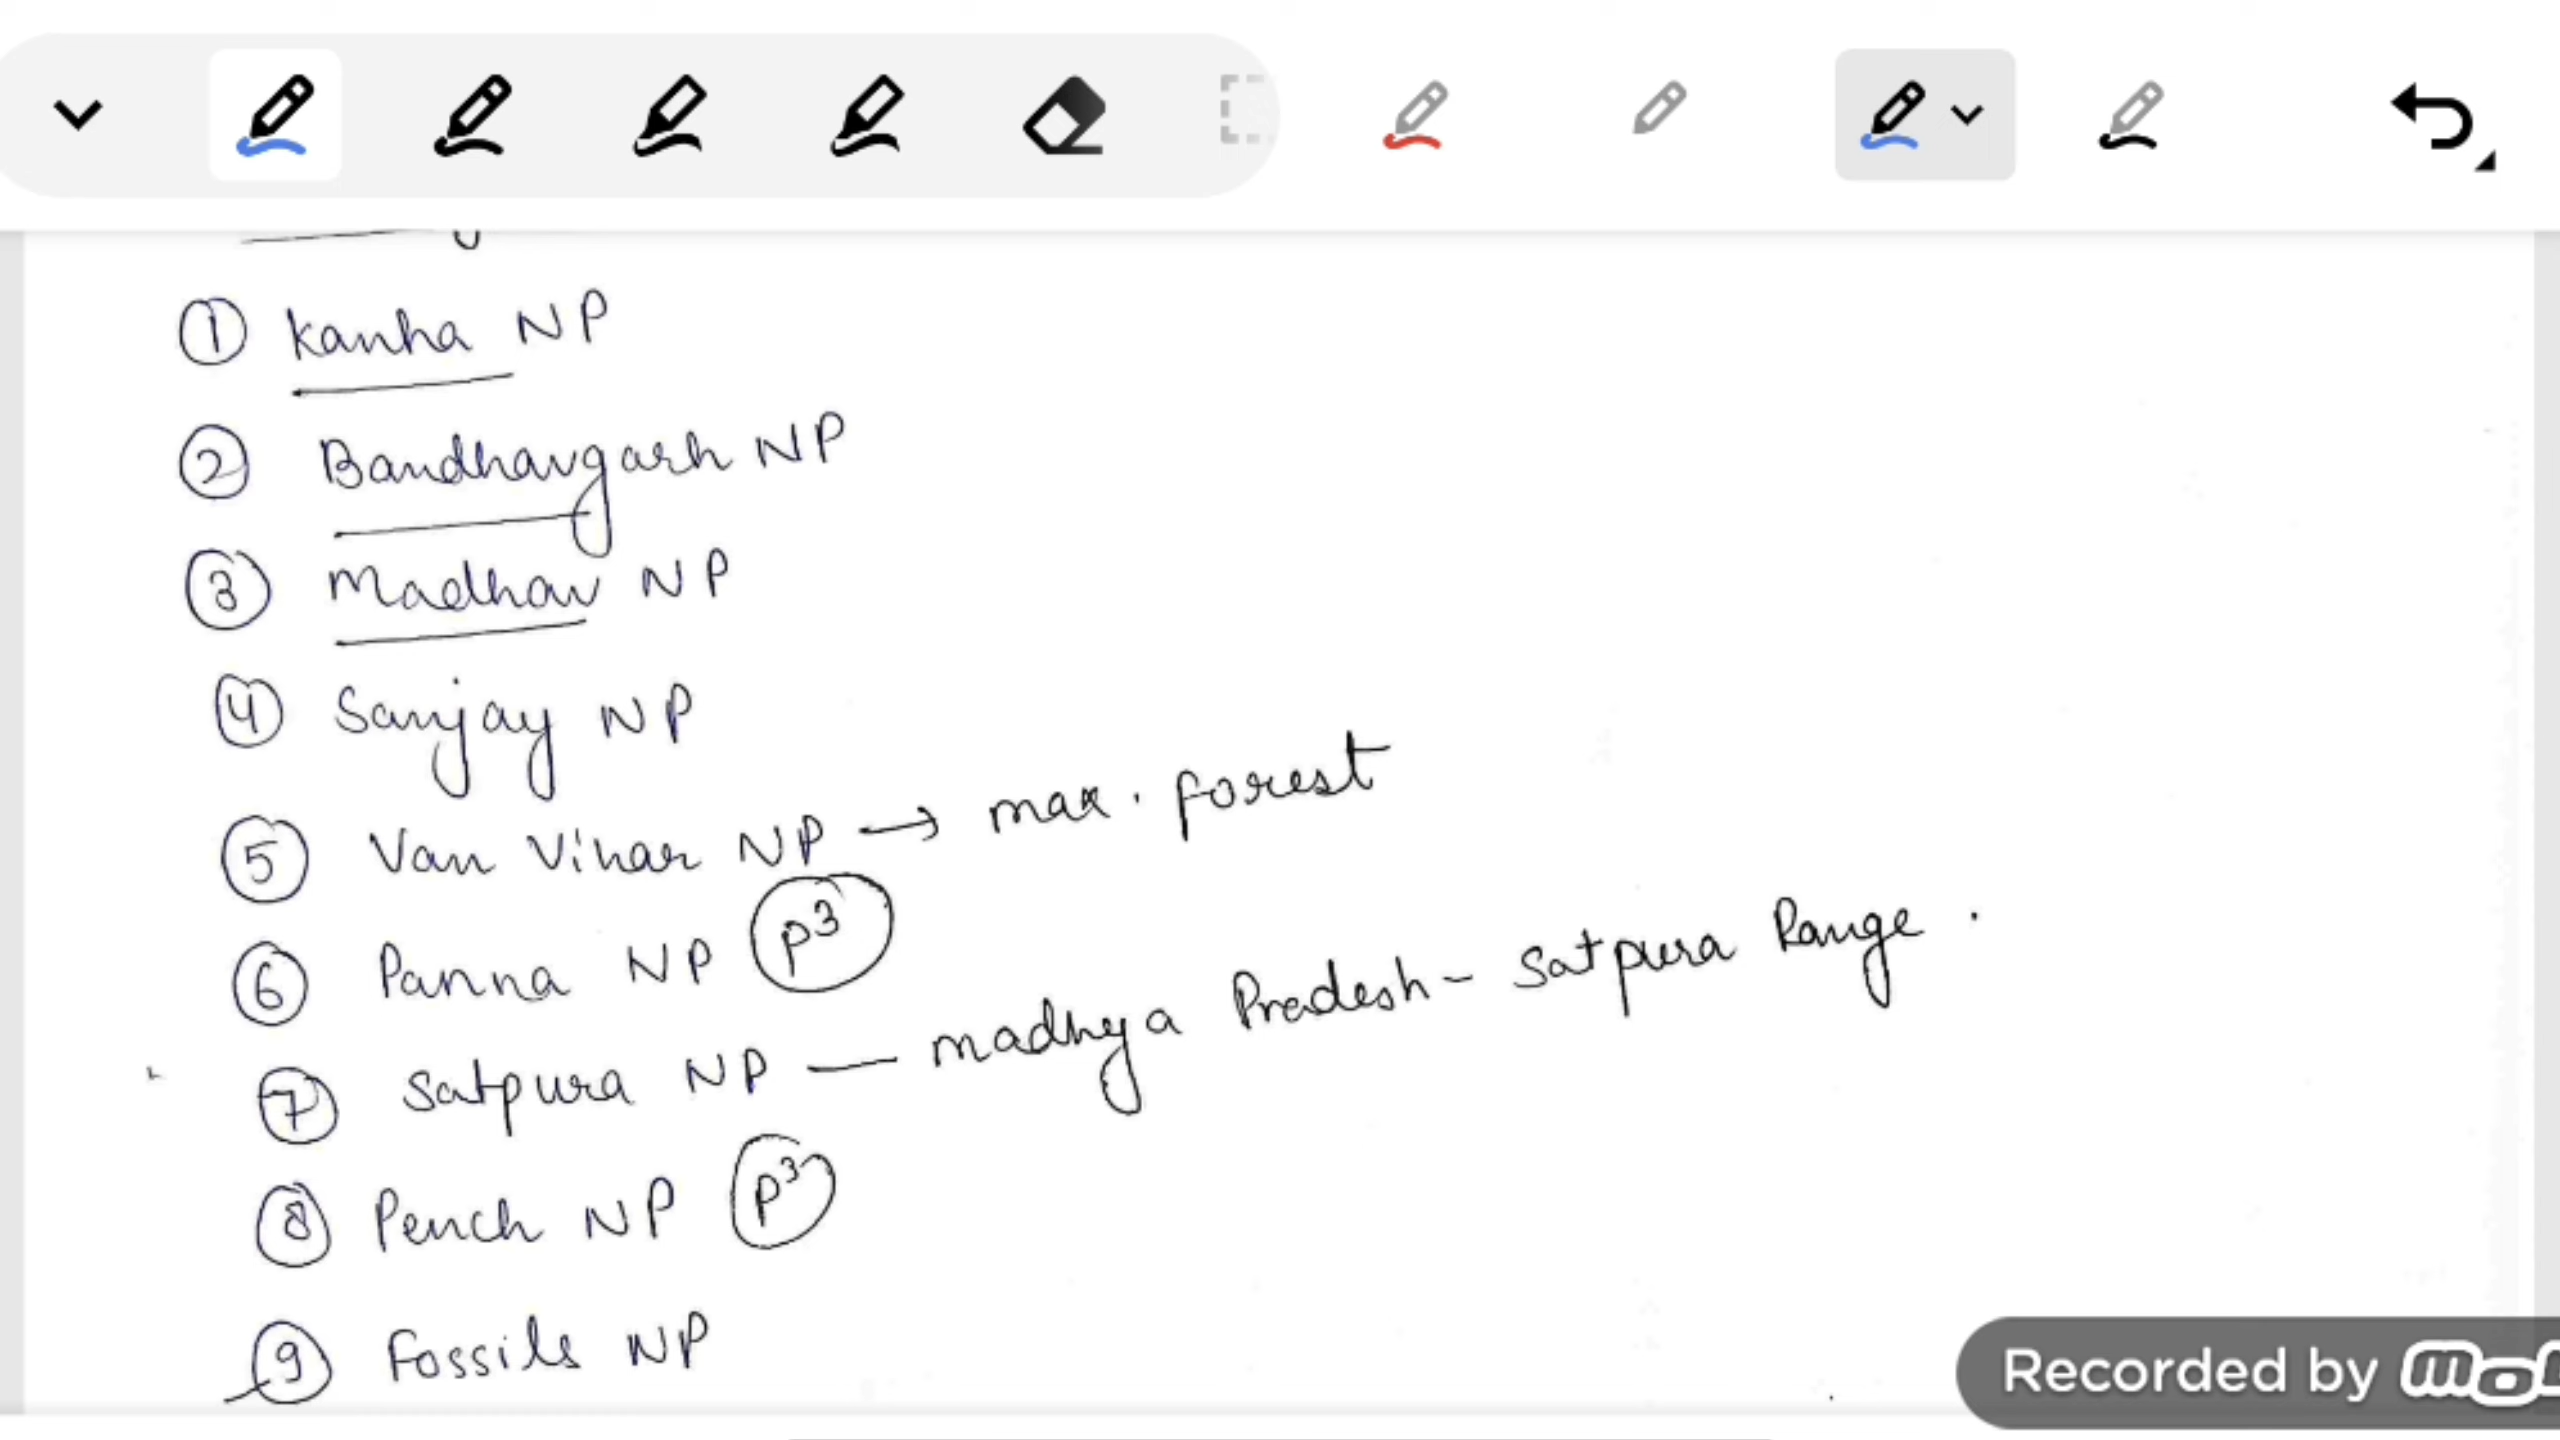 ① Kanha NP
② Bandhavgarh NP
③ Madhav NP
④ Sanjay NP
⑤ Van Vihar NP → max. forest
⑥ Panna NP P³
⑦ Satpura NP — madhya Pradesh - Satpura Range.
⑧ Pench NP P³
⑨ Fossils NP
Recorded by